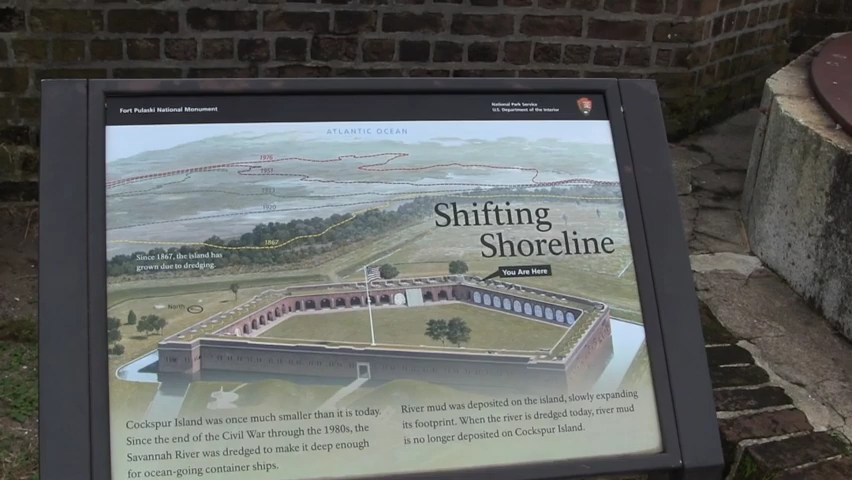 Fort Pulaski National Monument
National Park Service
U.S. Department of the Interior
ATLANTIC OCEAN
1976
1920
1867
Shifting
Shoreline
Since 1867, the island has
grown due to dredging.
You Are Here
North
Cockspur Island was once much smaller than it is today.
Since the end of the Civil War through the 1980s, the
Savannah River was dredged to make it deep enough
for ocean-going container ships.
River mud was deposited on the island, slowly expanding
its footprint. When the river is dredged today, river mud
is no longer deposited on Cockspur Island.